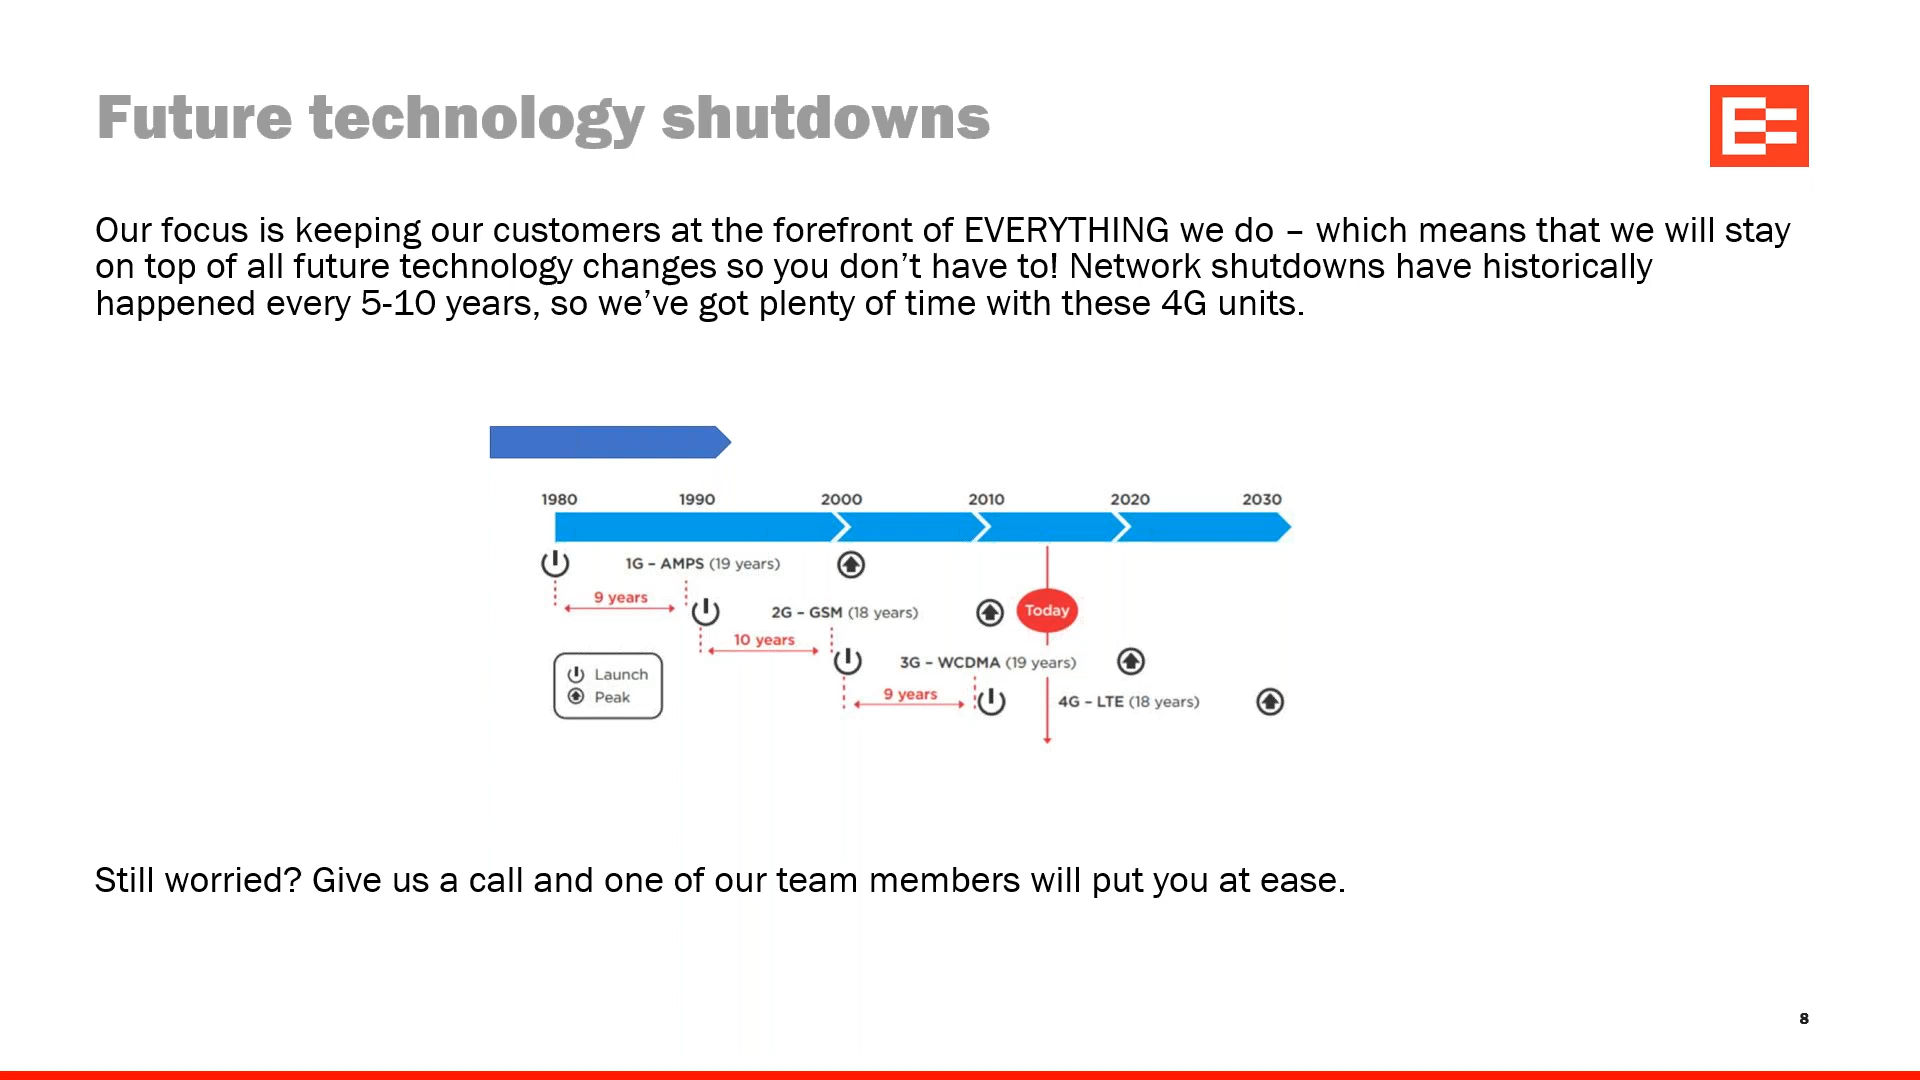 Future technology shutdowns
Our focus is keeping our customers at the forefront of EVERYTHING we do – which means that we will stay
on top of all future technology changes so you don’t have to! Network shutdowns have historically
happened every 5-10 years, so we’ve got plenty of time with these 4G units.
1980 1990 2000 2010 2020 2030
1G – AMPS (19 years)
9 years
2G – GSM (18 years)
Today
10 years
3G – WCDMA (19 years)
Launch
Peak
9 years
4G – LTE (18 years)
Still worried? Give us a call and one of our team members will put you at ease.
8